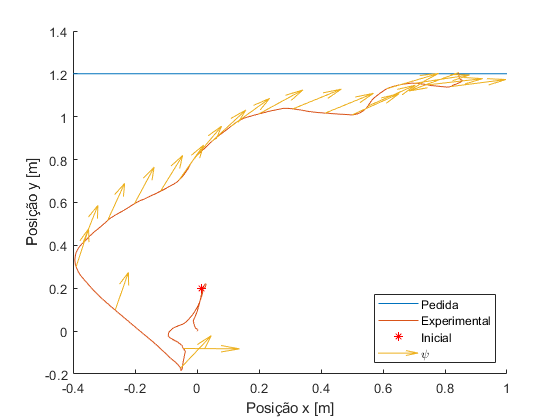 1.4
1.2
1
0.8
0.6
0.4
0.2
0
-0.2
Posição y [m]
-0.4
-0.2
0
0.2
0.4
0.6
0.8
1
Posição x [m]
Pedida
Experimental
Inicial
ψ